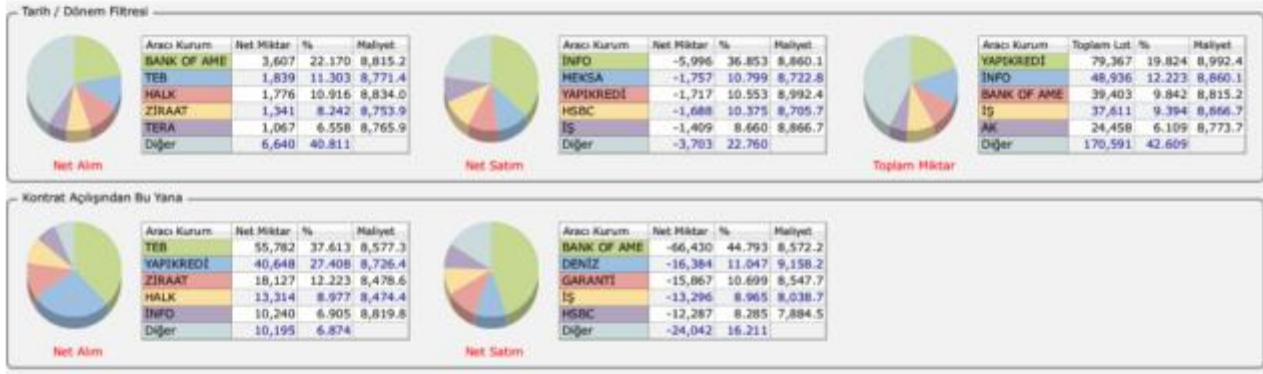 Tarih / Dönem Filtresi
Aracı Kurum Net Miktar % Maliyet
BANK OF AME 3,607 22.170 8,815.2
TEB 1,839 11.303 8,771.4
HALK 1,776 10.916 8,834.0
ZİRAAT 1,341 8.242 8,753.9
TERA 1,067 6.558 8,765.9
Diğer 6,640 40.811
Net Alım
Aracı Kurum Net Miktar % Maliyet
İNFO -5,996 36.853 8,860.1
MEKSA -1,757 10.799 8,722.8
YAPIKREDİ -1,717 10.553 8,992.4
HSBC -1,688 10.375 8,705.7
İŞ -1,409 8.660 8,866.7
Diğer -3,703 22.760
Net Satım
Aracı Kurum Toplam Lot % Maliyet
YAPIKREDİ 79,367 19.824 8,992.4
İNFO 48,936 12.223 8,860.1
BANK OF AME 39,403 9.842 8,815.2
İŞ 37,611 9.394 8,866.7
AK 24,458 6.109 8,773.7
Diğer 170,591 42.609
Toplam Miktar
Kontrat Açılışından Bu Yana
Aracı Kurum Net Miktar % Maliyet
TEB 55,782 37.613 8,577.3
YAPIKREDİ 40,648 27.408 8,726.4
ZİRAAT 18,127 12.223 8,478.6
HALK 13,314 8.977 8,474.4
İNFO 10,240 6.905 8,819.8
Diğer 10,195 6.874
Net Alım
Aracı Kurum Net Miktar % Maliyet
BANK OF AME -66,430 44.793 8,572.2
DENİZ -16,384 11.047 9,158.2
GARANTİ -15,867 10.699 8,547.7
İŞ -13,296 8.965 8,038.7
HSBC -12,287 8.285 7,884.5
Diğer -24,042 16.211
Net Satım